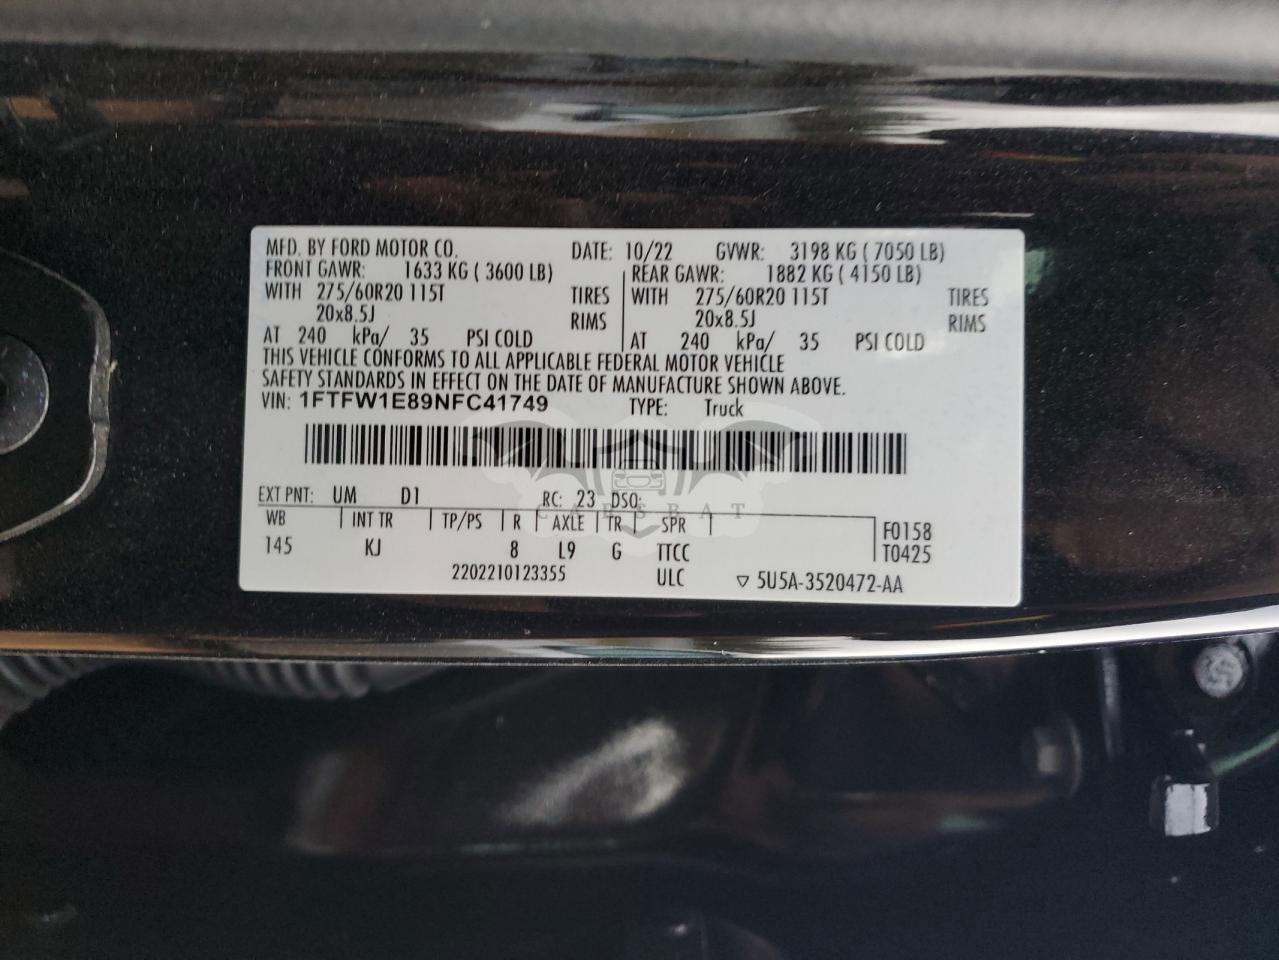 MFD. BY FORD MOTOR CO. DATE: 10/22 GVWR: 3198 KG ( 7050 LB)
FRONT GAWR: 1633 KG ( 3600 LB) REAR GAWR: 1882 KG ( 4150 LB)
WITH 275/60R20 115T TIRES WITH 275/60R20 115T TIRES
20x8.5J RIMS 20x8.5J RIMS
AT 240 kPa/ 35 PSI COLD AT 240 kPa/ 35 PSI COLD
THIS VEHICLE CONFORMS TO ALL APPLICABLE FEDERAL MOTOR VEHICLE
SAFETY STANDARDS IN EFFECT ON THE DATE OF MANUFACTURE SHOWN ABOVE.
VIN: 1FTFW1E89NFC41749 TYPE: Truck
EXT PNT: UM D1 RC: 23 DSO:
CARSBAT
WB INT TR TP/PS R AXLE TR SPR F0158
145 KJ 8 L9 G TTCC T0425
2202210123355 ULC ▽ 5U5A-3520472-AA